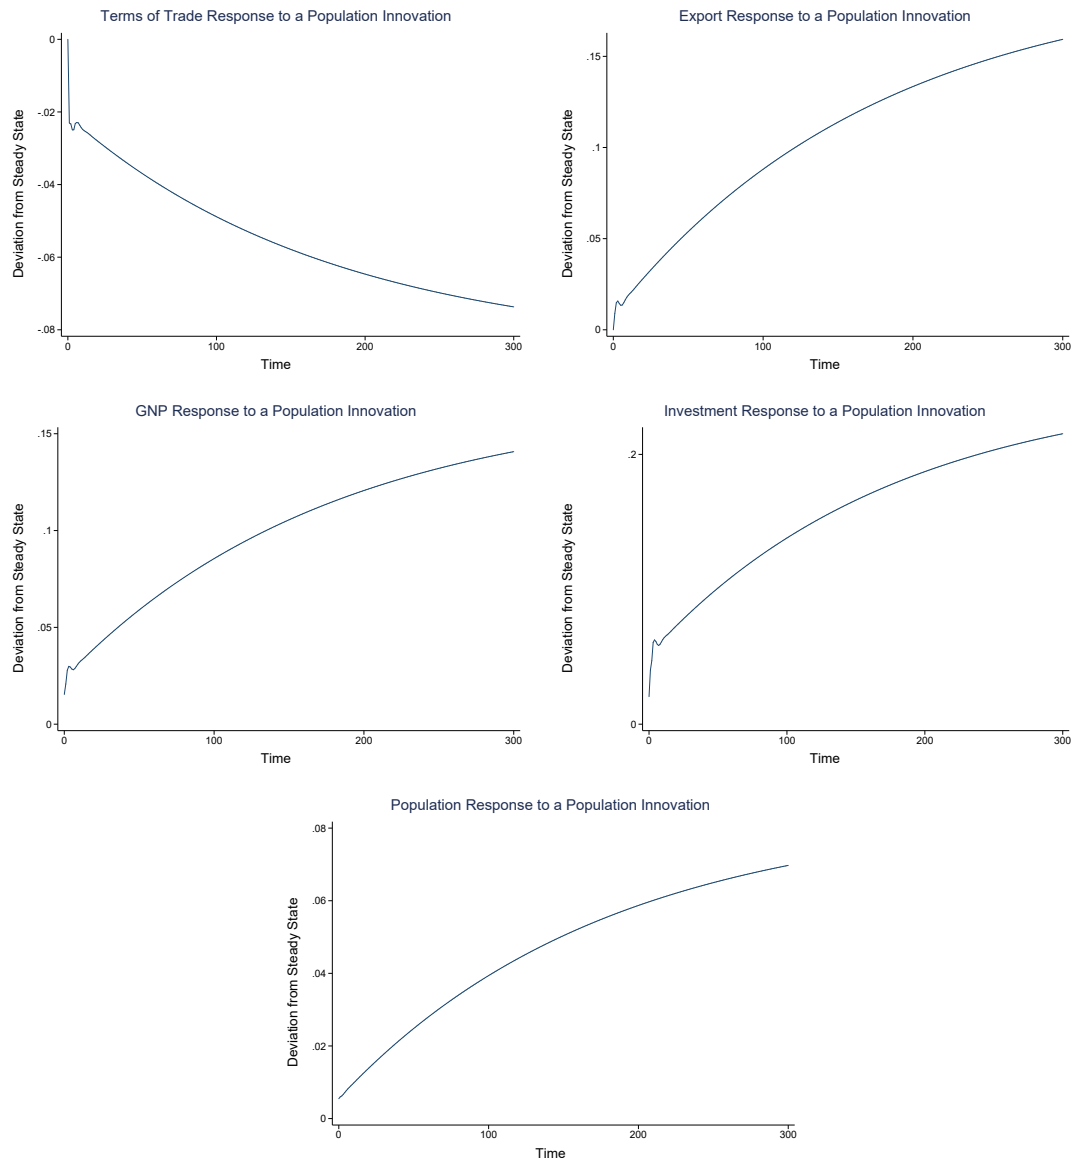 Terms of Trade Response to a Population Innovation
Deviation from Steady State
0
-.02
-.04
-.06
-.08
0 100 200 300
Time
Export Response to a Population Innovation
Deviation from Steady State
.15
.1
.05
0
0 100 200 300
Time
GNP Response to a Population Innovation
Deviation from Steady State
.15
.1
.05
0
0 100 200 300
Time
Investment Response to a Population Innovation
Deviation from Steady State
.2
0
0 100 200 300
Time
Population Response to a Population Innovation
Deviation from Steady State
.08
.06
.04
.02
0
0 100 200 300
Time